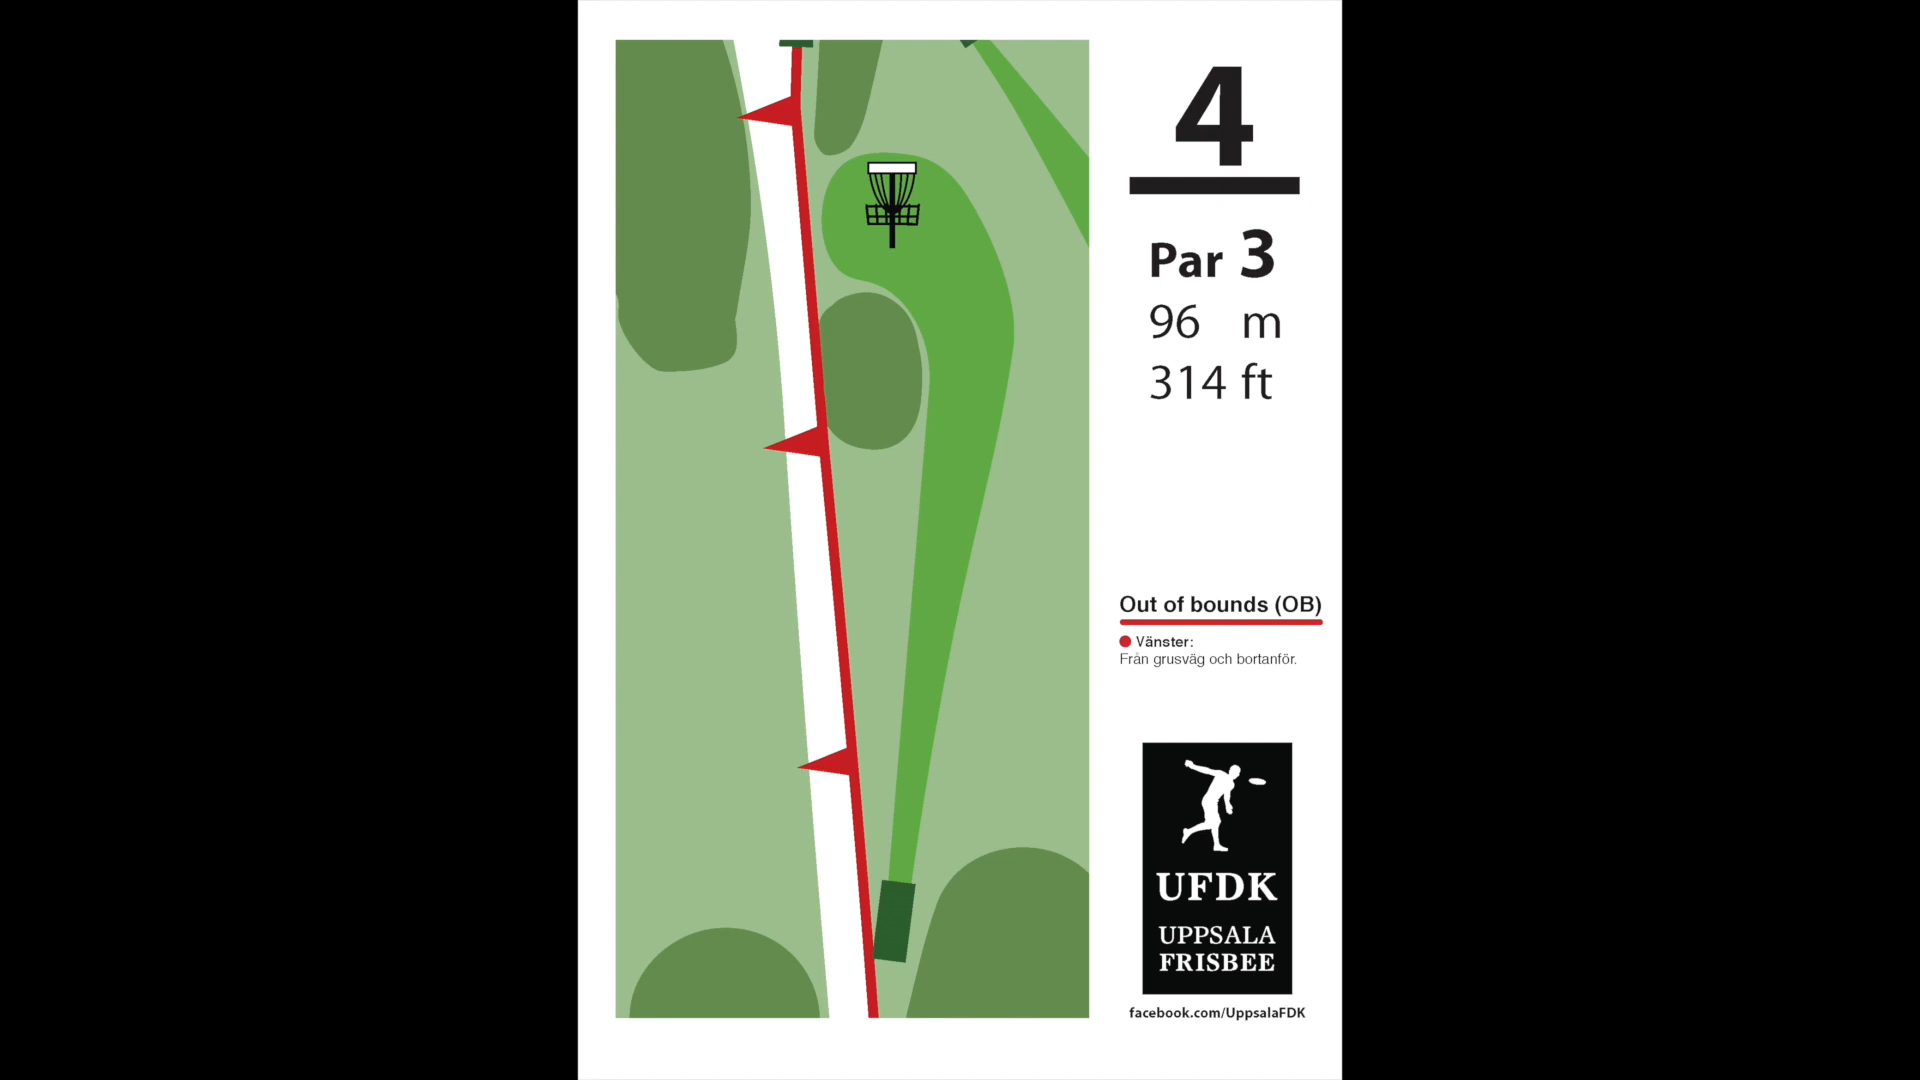 4
Par 3
96 m
314 ft
Out of bounds (OB)
Vänster:
Från grusväg och bortanför.
UFDK
UPPSALA
FRISBEE
facebook.com/UppsalaFDK